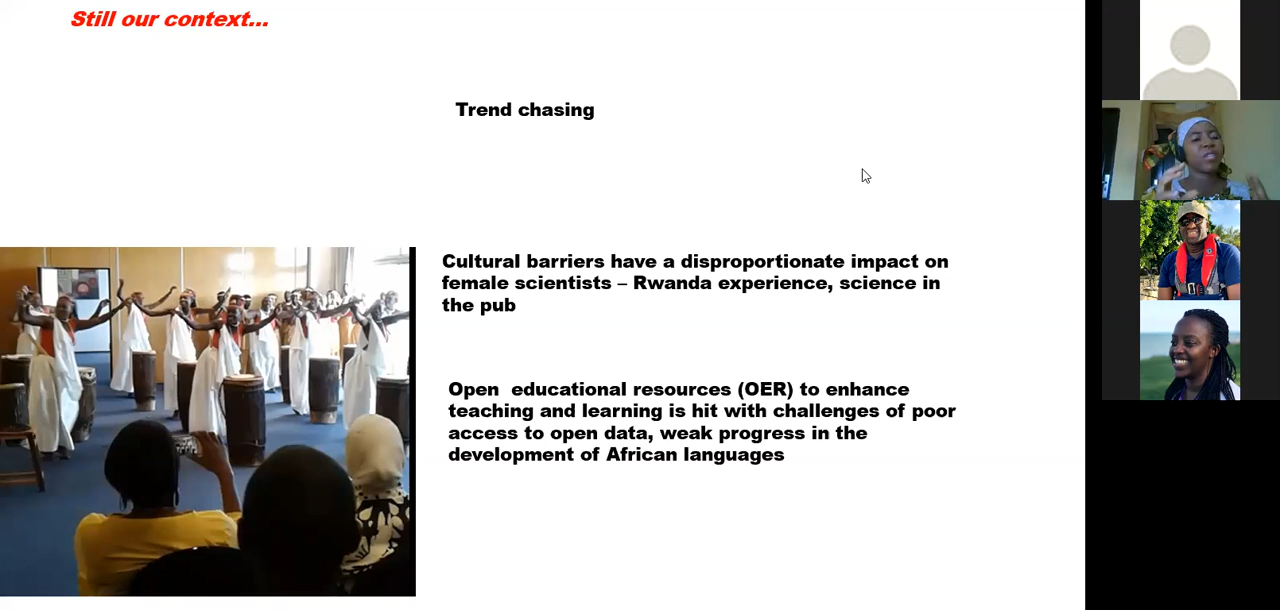 Still our context...
Trend chasing
Cultural barriers have a disproportionate impact on
female scientists – Rwanda experience, science in
the pub
Open  educational resources (OER) to enhance
teaching and learning is hit with challenges of poor
access to open data, weak progress in the
development of African languages